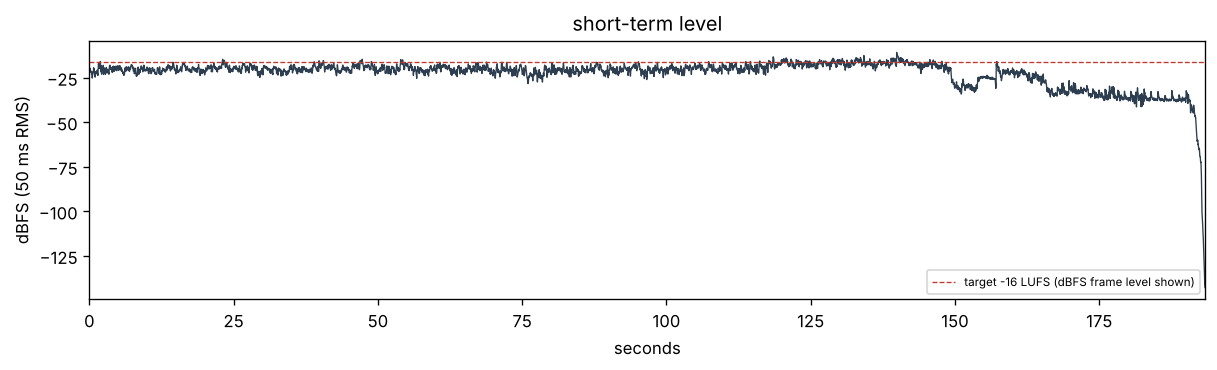 short-term level
dBFS (50 ms RMS)
−25
−50
−75
−100
−125
target -16 LUFS (dBFS frame level shown)
0 25 50 75 100 125 150 175
seconds